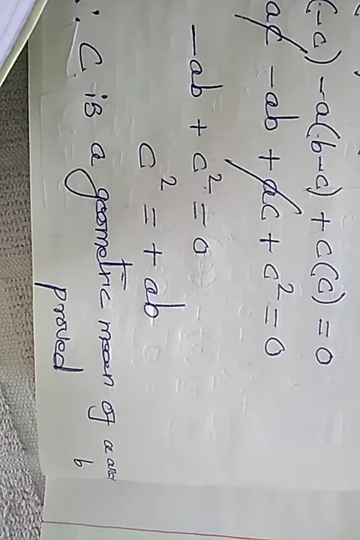 (-c) - a(b-c) + c(c) = 0
ac - ab + ac + c² = 0
- ab + c² = 0
c² = + ab
∴ C is a geometric mean of a and b
proved